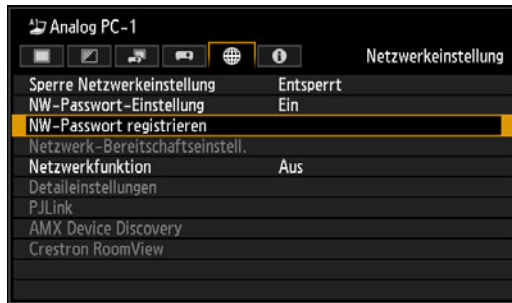 Analog PC-1
Netzwerkeinstellung
Sperre Netzwerkeinstellung Entsperrt
NW-Passwort-Einstellung Ein
NW-Passwort registrieren
Netzwerk-Bereitschaftseinstell.
Netzwerkfunktion Aus
Detaileinstellungen
PJLink
AMX Device Discovery
Crestron RoomView